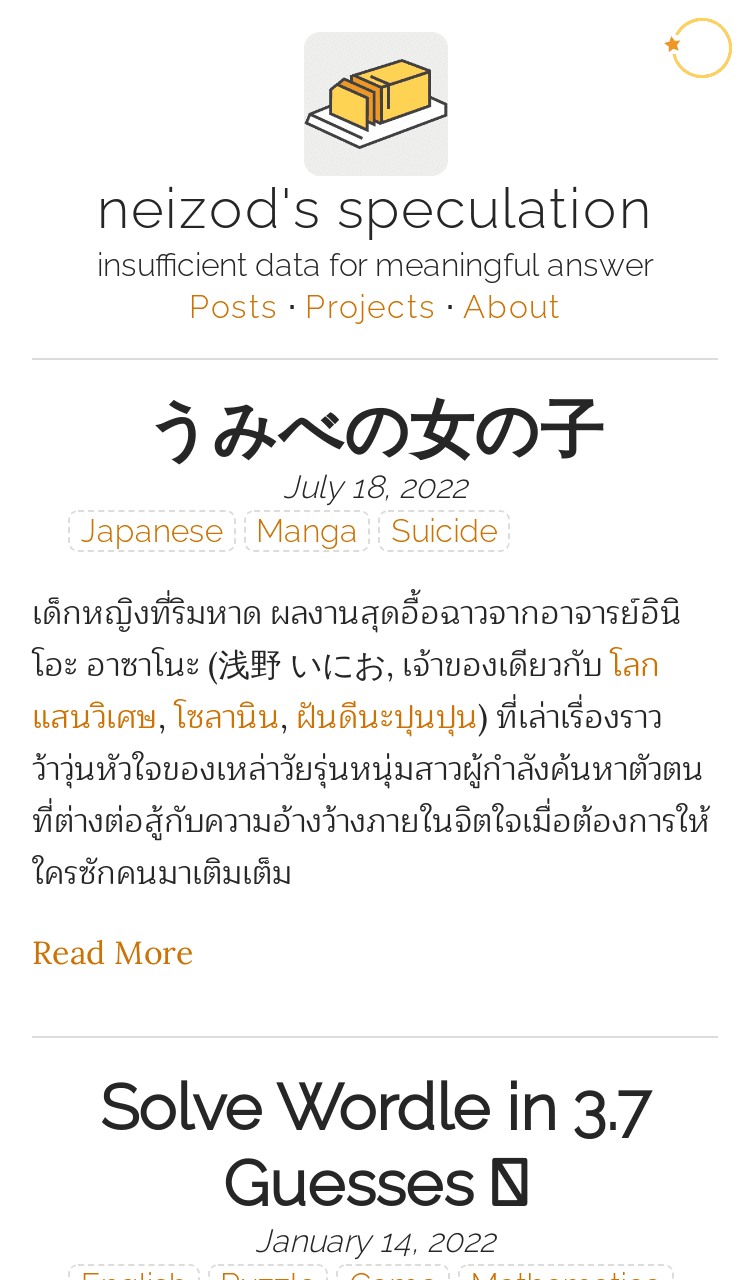 neizod's speculation
insufficient data for meaningful answer
Posts · Projects · About
うみべの女の子
July 18, 2022
Japanese Manga Suicide
เด็กหญิงที่ริมหาด ผลงานสุดอื้อฉาวจากอาจารย์อินิ
โอะ อาซาโนะ (浅野 いにお, เจ้าของเดียวกับ โลก
แสนวิเศษ, โซลานิน, ฝันดีนะปุนปุน) ที่เล่าเรื่องราว
ว้าวุ่นหัวใจของเหล่าวัยรุ่นหนุ่มสาวผู้กำลังค้นหาตัวตน
ที่ต่างต่อสู้กับความอ้างว้างภายในจิตใจเมื่อต้องการให้
ใครซักคนมาเติมเต็ม
Read More
Solve Wordle in 3.7
Guesses
January 14, 2022
English Puzzle Game Mathematics